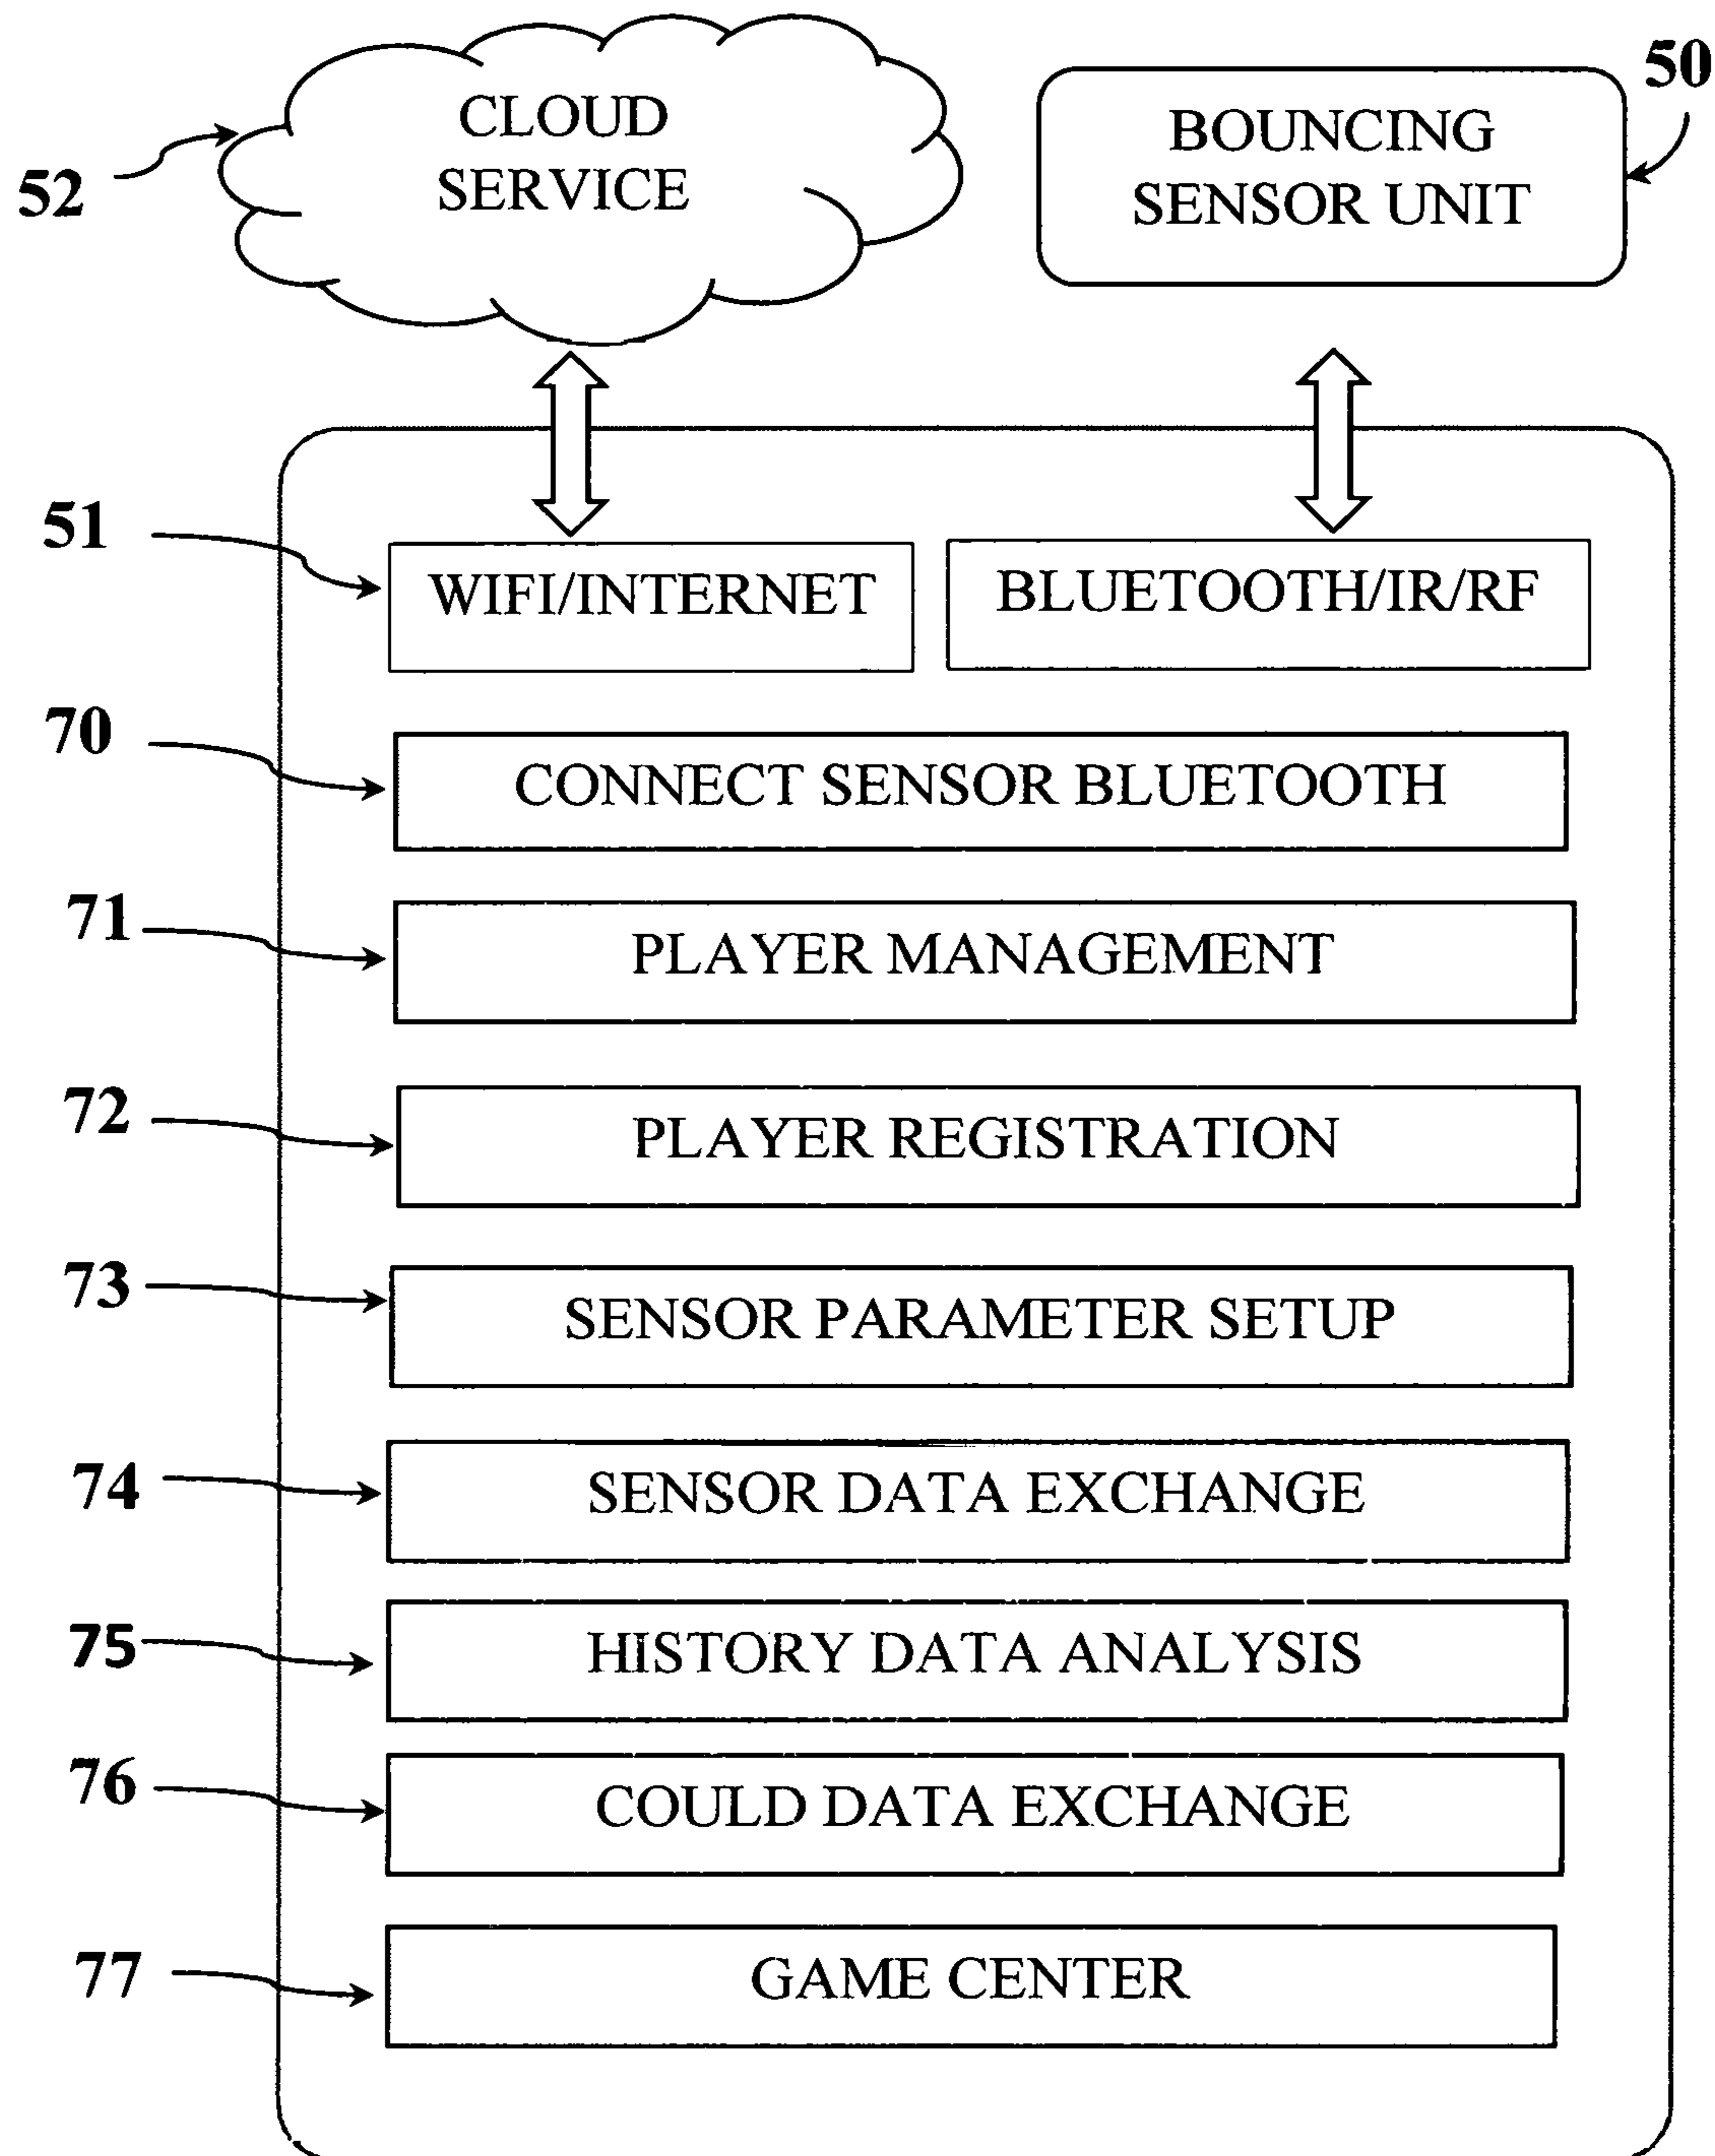 CLOUD
SERVICE
52
BOUNCING
SENSOR UNIT
50
51
WIFI/INTERNET
BLUETOOTH/IR/RF
70
CONNECT SENSOR BLUETOOTH
71
PLAYER MANAGEMENT
72
PLAYER REGISTRATION
73
SENSOR PARAMETER SETUP
74
SENSOR DATA EXCHANGE
75
HISTORY DATA ANALYSIS
76
COULD DATA EXCHANGE
77
GAME CENTER